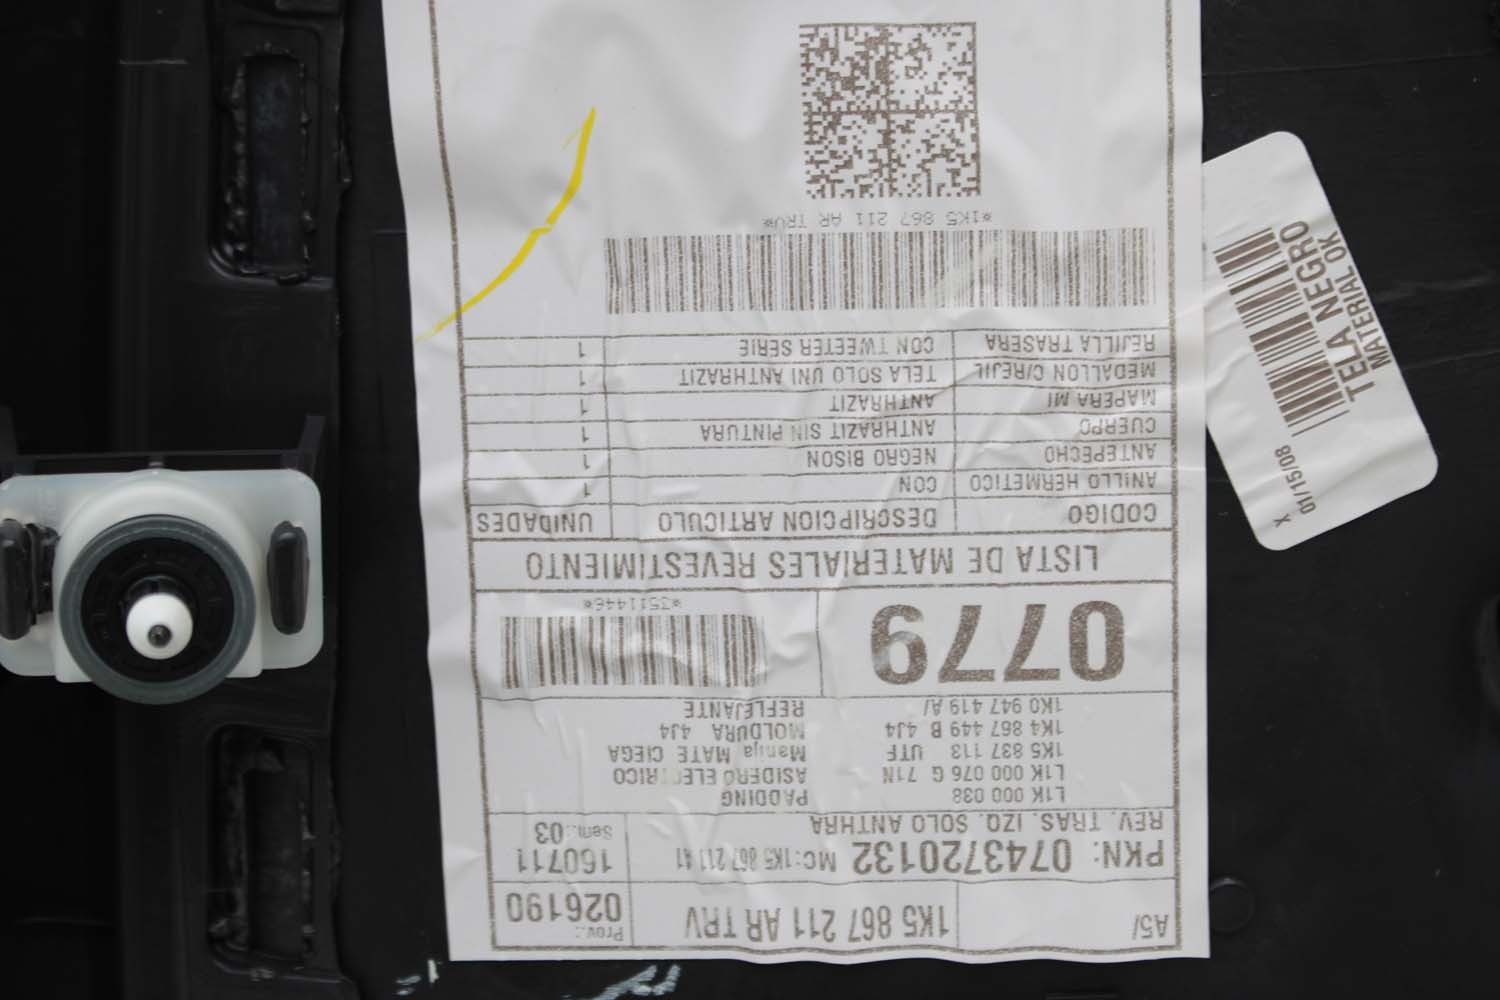 A5/
1K5 867 211 AR TRV
Prov.:
026190
PKN: 0743720132 MC:1K5 867 211 41
160711
REV. TRAS. IZQ. SOLO ANTHRA
Sem.: 03
L1K 000 038 PADDING
L1K 000 076 G 71N ASIDERO ELECTRICO
1K5 837 113 UTF Manija MATE CIEGA
1K4 867 449 B 4J4 MOLDURA 4J4
1K0 947 419 A/ REFLEJANTE
0779
*3511446*
LISTA DE MATERIALES REVESTIMIENTO
CODIGO DESCRIPCION ARTICULO UNIDADES
ANILLO HERMETICO CON 1
ANTEPECHO NEGRO BISON 1
CUERPO ANTHRAZIT SIN PINTURA 1
MAPERA MI ANTHRAZIT 1
MEDALLON C/REJIL TELA SOLO UNI ANTHRAZIT 1
REJILLA TRASERA CON TWEETER SERIE 1
*1K5 867 211 AR TRV*
TELA NEGRO
MATERIAL OK
X 01/15/08